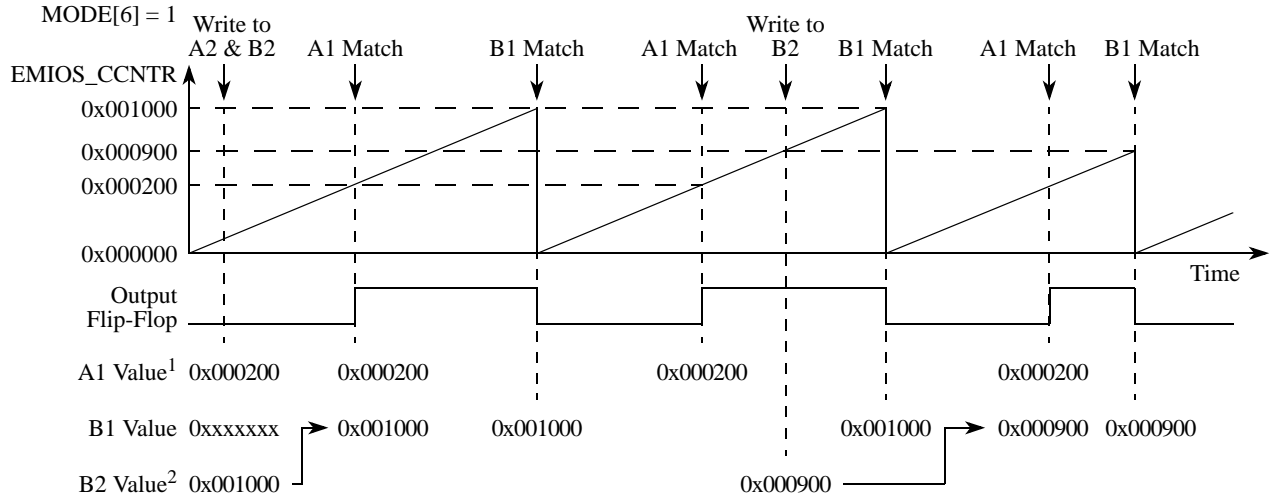 MODE[6] = 1
Write to A2 & B2
A1 Match
B1 Match
A1 Match
Write to B2
B1 Match
A1 Match
B1 Match
EMIOS_CCNTR
0x001000
0x000900
0x000200
0x000000
Time
Output Flip-Flop
A1 Value1 0x000200 0x000200 0x000200 0x000200
B1 Value 0xxxxxxx 0x001000 0x001000 0x001000 0x000900 0x000900
B2 Value2 0x001000 0x000900